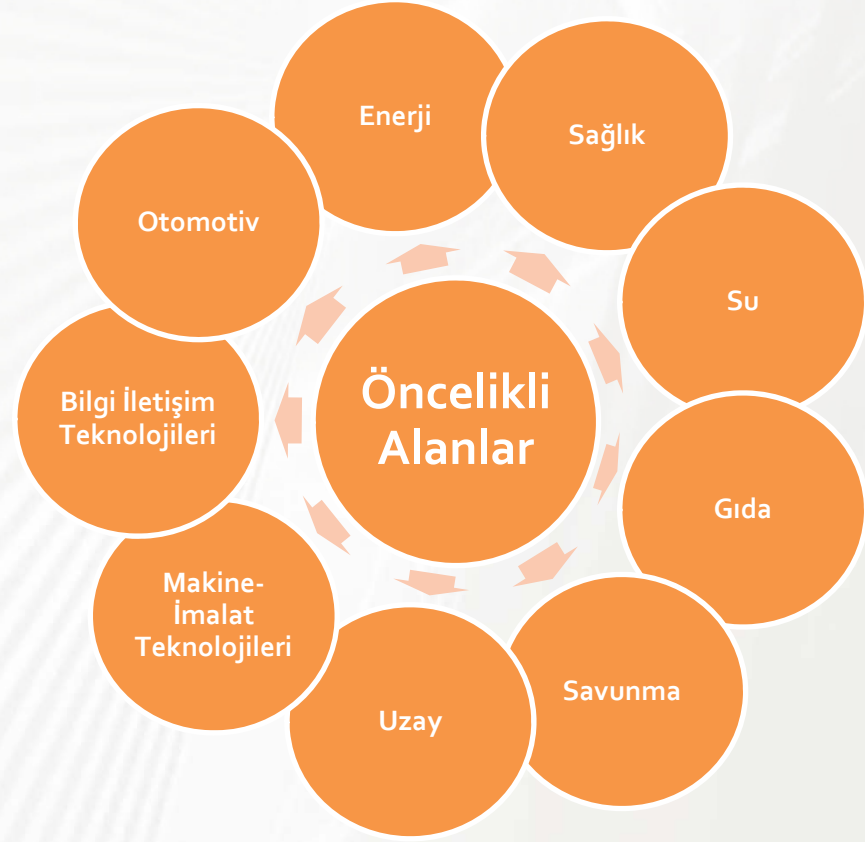 Enerji
Sağlık
Otomotiv
Su
Öncelikli
Alanlar
Bilgi İletişim
Teknolojileri
Gıda
Makine-
İmalat
Teknolojileri
Savunma
Uzay